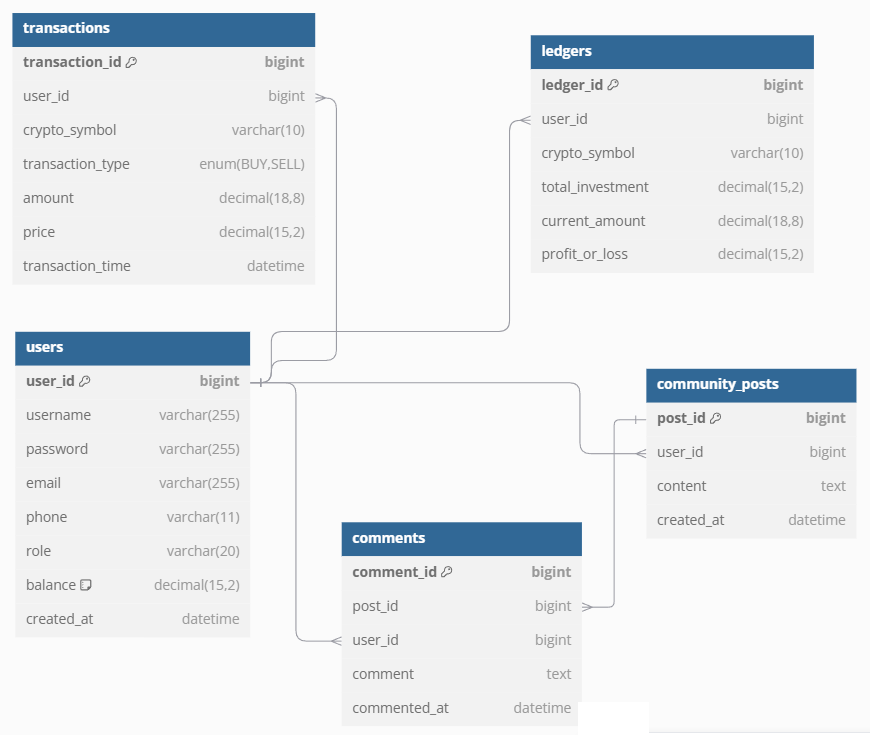 transactions
transaction_id bigint
user_id bigint
crypto_symbol varchar(10)
transaction_type enum(BUY,SELL)
amount decimal(18,8)
price decimal(15,2)
transaction_time datetime
ledgers
ledger_id bigint
user_id bigint
crypto_symbol varchar(10)
total_investment decimal(15,2)
current_amount decimal(18,8)
profit_or_loss decimal(15,2)
users
user_id bigint
username varchar(255)
password varchar(255)
email varchar(255)
phone varchar(11)
role varchar(20)
balance decimal(15,2)
created_at datetime
community_posts
post_id bigint
user_id bigint
content text
created_at datetime
comments
comment_id bigint
post_id bigint
user_id bigint
comment text
commented_at datetime